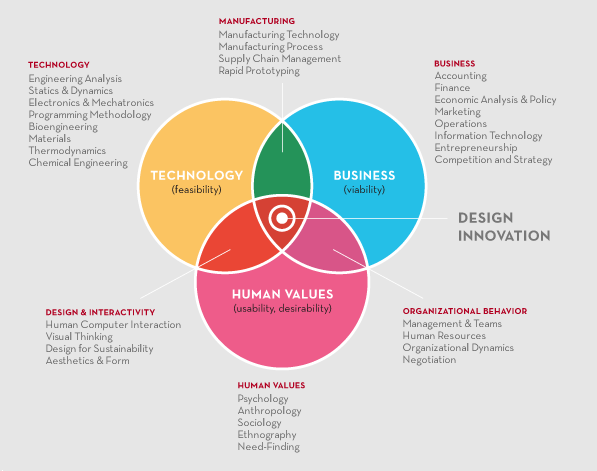 MANUFACTURING
Manufacturing Technology
Manufacturing Process
Supply Chain Management
Rapid Prototyping
TECHNOLOGY
Engineering Analysis
Statics & Dynamics
Electronics & Mechatronics
Programming Methodology
Bioengineering
Materials
Thermodynamics
Chemical Engineering
BUSINESS
Accounting
Finance
Economic Analysis & Policy
Marketing
Operations
Information Technology
Entrepreneurship
Competition and Strategy
TECHNOLOGY
(feasibility)
BUSINESS
(viability)
DESIGN
INNOVATION
HUMAN VALUES
(usability, desirability)
DESIGN & INTERACTIVITY
Human Computer Interaction
Visual Thinking
Design for Sustainability
Aesthetics & Form
ORGANIZATIONAL BEHAVIOR
Management & Teams
Human Resources
Organizational Dynamics
Negotiation
HUMAN VALUES
Psychology
Anthropology
Sociology
Ethnography
Need-Finding